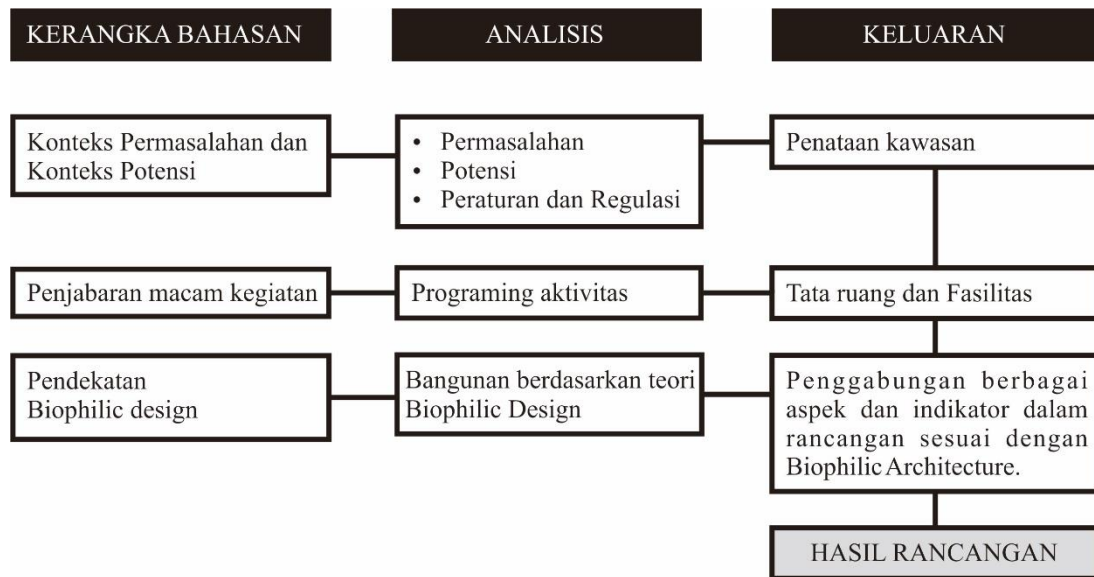 KERANGKA BAHASAN
ANALISIS
KELUARAN
Konteks Permasalahan dan
Konteks Potensi
• Permasalahan
• Potensi
• Peraturan dan Regulasi
Penataan kawasan
Penjabaran macam kegiatan
Programing aktivitas
Tata ruang dan Fasilitas
Pendekatan
Biophilic design
Bangunan berdasarkan teori
Biophilic Design
Penggabungan berbagai
aspek dan indikator dalam
rancangan sesuai dengan
Biophilic Architecture.
HASIL RANCANGAN